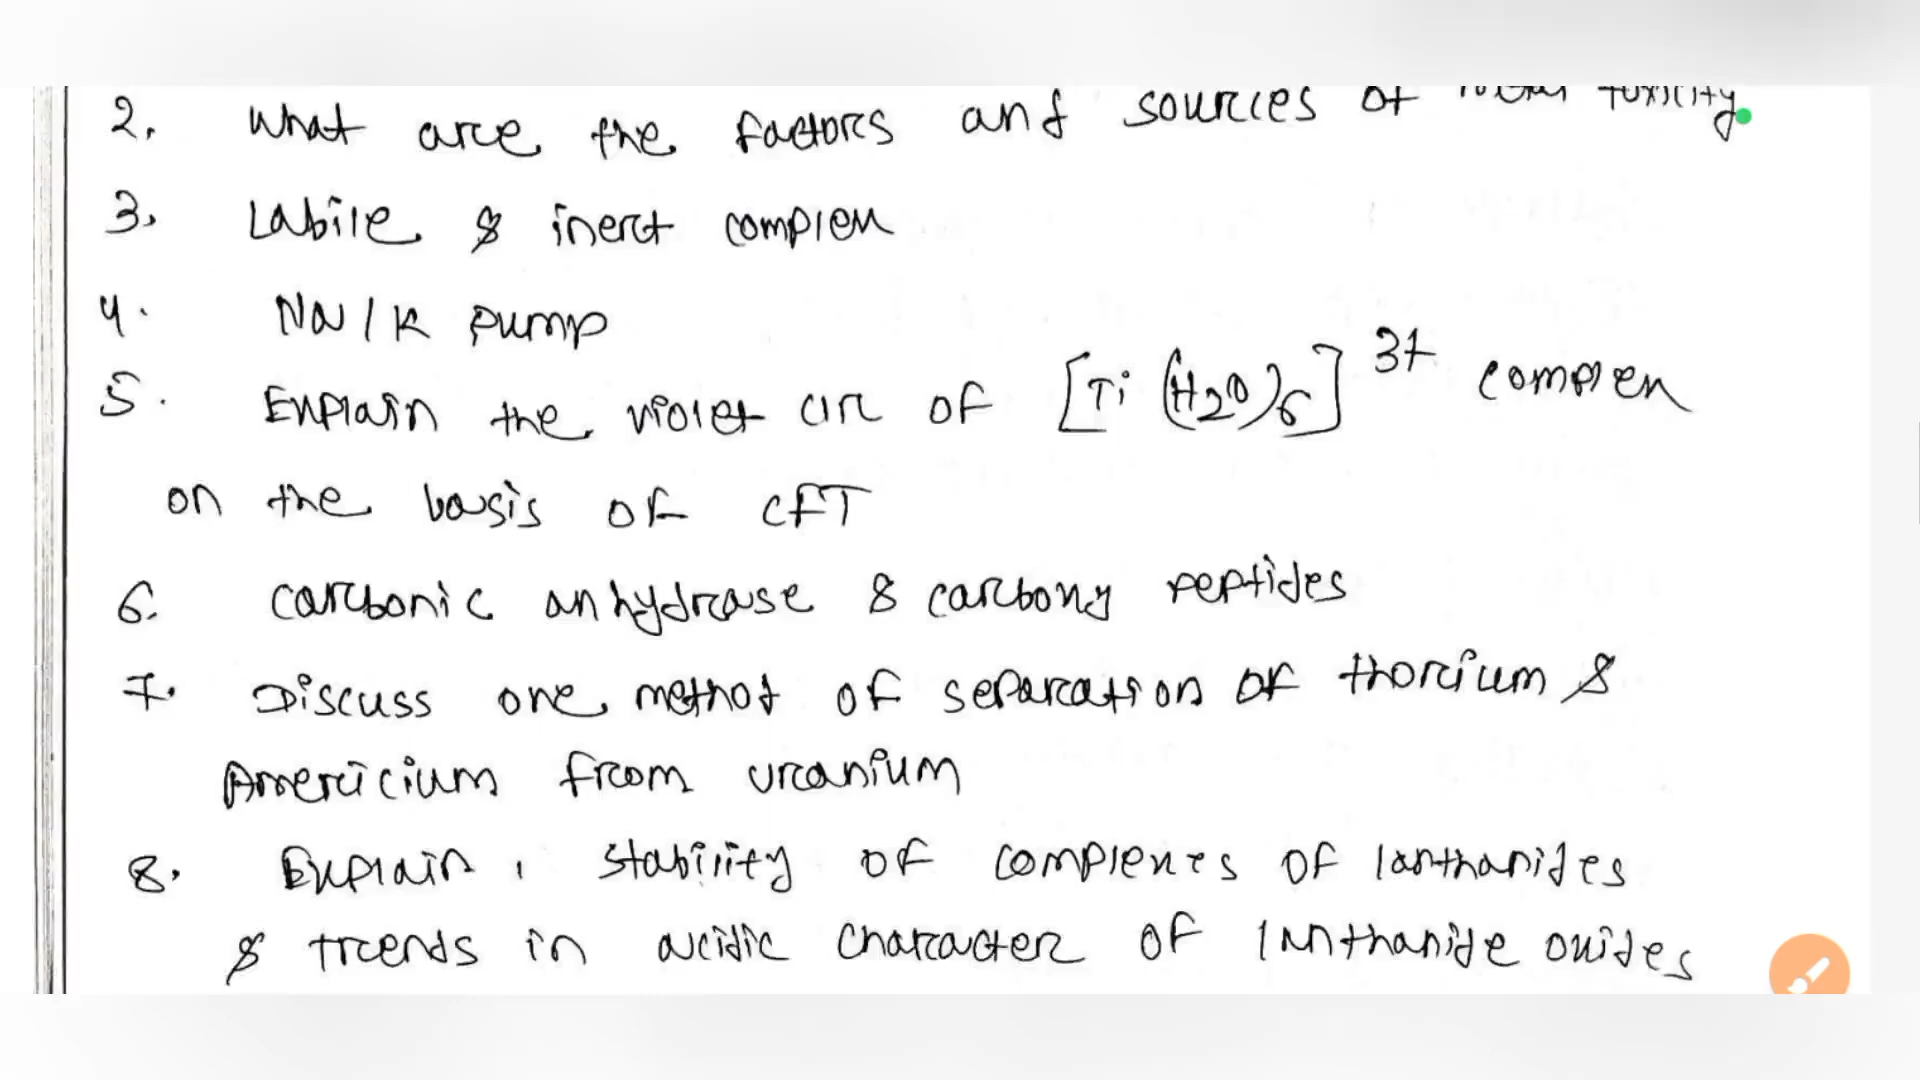 2. What are the factors and sources of metal toxicity
3. Labile & inert complex
4. Na/K pump
5. Explain the violet clr of [Ti(H2O)6]3+ complex
on the basis of CFT
6. carbonic anhydrase & carboxy peptides
7. Discuss one method of separation of thorium &
Americium from uranium
8. Explain, stability of complexes of lanthanides
& trends in acidic character of lanthanide oxides